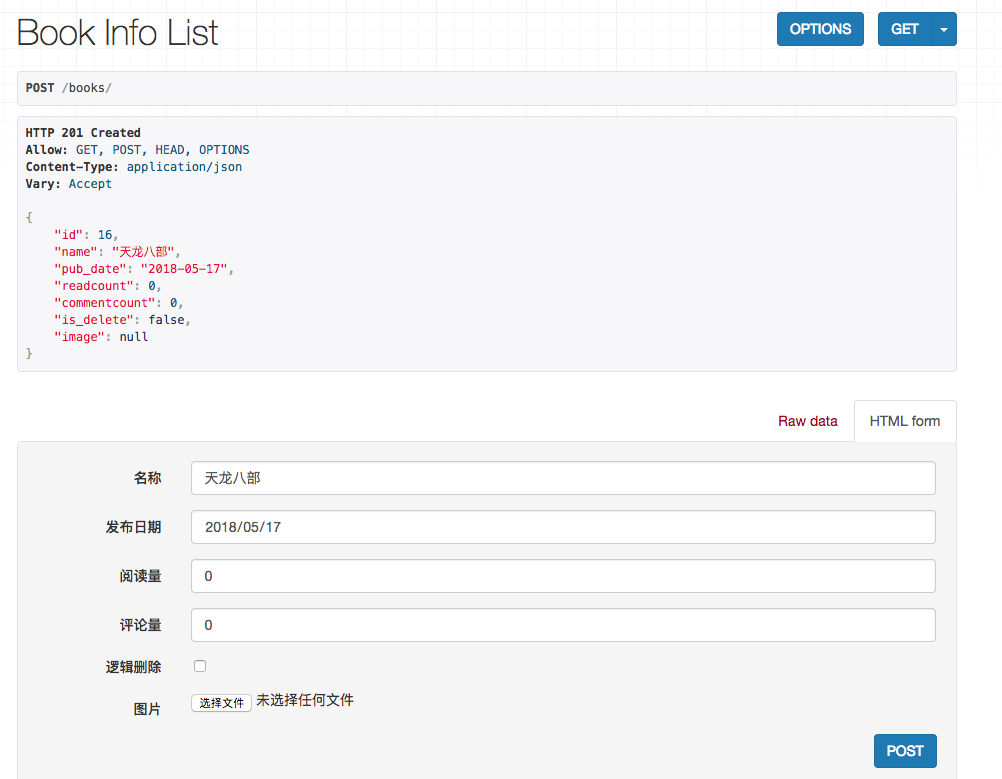 Book Info List
OPTIONS
GET
POST /books/
HTTP 201 Created
Allow: GET, POST, HEAD, OPTIONS
Content-Type: application/json
Vary: Accept
{
    "id": 16,
    "name": "天龙八部",
    "pub_date": "2018-05-17",
    "readcount": 0,
    "commentcount": 0,
    "is_delete": false,
    "image": null
}
Raw data
HTML form
名称 天龙八部
发布日期 2018/05/17
阅读量 0
评论量 0
逻辑删除
图片 选择文件 未选择任何文件
POST